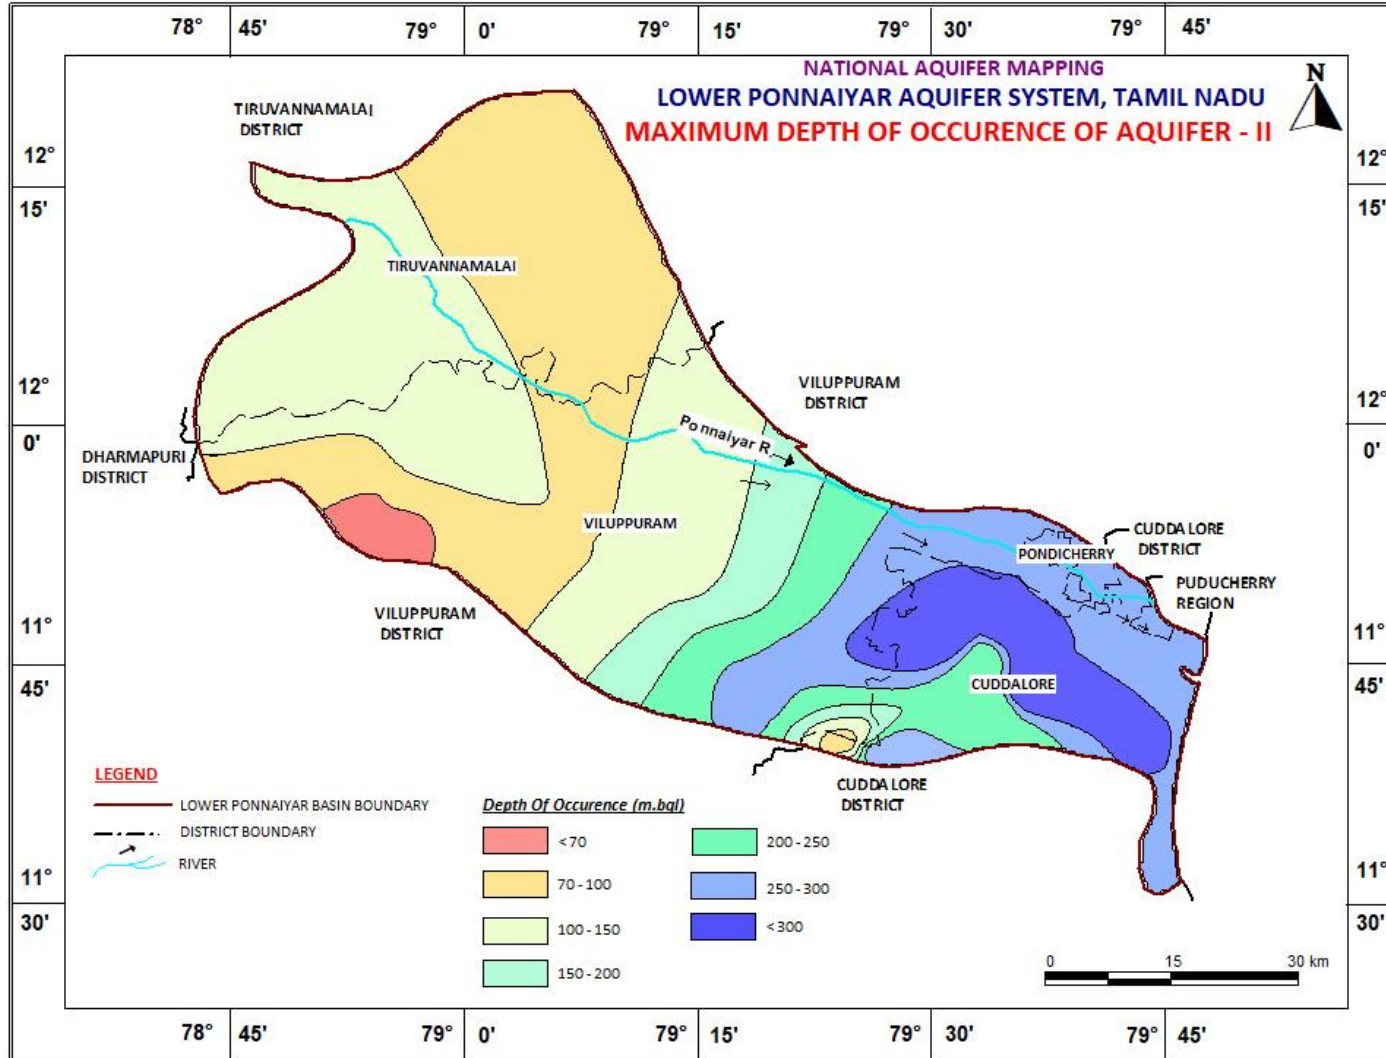 78° 45' 79° 0' 79° 15' 79° 30' 79° 45'
NATIONAL AQUIFER MAPPING
LOWER PONNAIYAR AQUIFER SYSTEM, TAMIL NADU
MAXIMUM DEPTH OF OCCURENCE OF AQUIFER - II
N
TIRUVANNAMALAI
DISTRICT
12°
15'
12°
15'
TIRUVANNAMALAI
12°
0'
VILUPPURAM
DISTRICT
12°
0'
Ponnaiyar R.
DHARMAPURI
DISTRICT
VILUPPURAM
PONDICHERRY
CUDDALORE
DISTRICT
PUDUCHERRY
REGION
VILUPPURAM
DISTRICT
11°
45'
11°
45'
CUDDALORE
CUDDALORE
DISTRICT
LEGEND
LOWER PONNAIYAR BASIN BOUNDARY
DISTRICT BOUNDARY
RIVER
Depth Of Occurence (m.bgl)
<70
70 - 100
100 - 150
150 - 200
200 - 250
250 - 300
<300
11°
30'
11°
30'
0 15 30 km
78° 45' 79° 0' 79° 15' 79° 30' 79° 45'